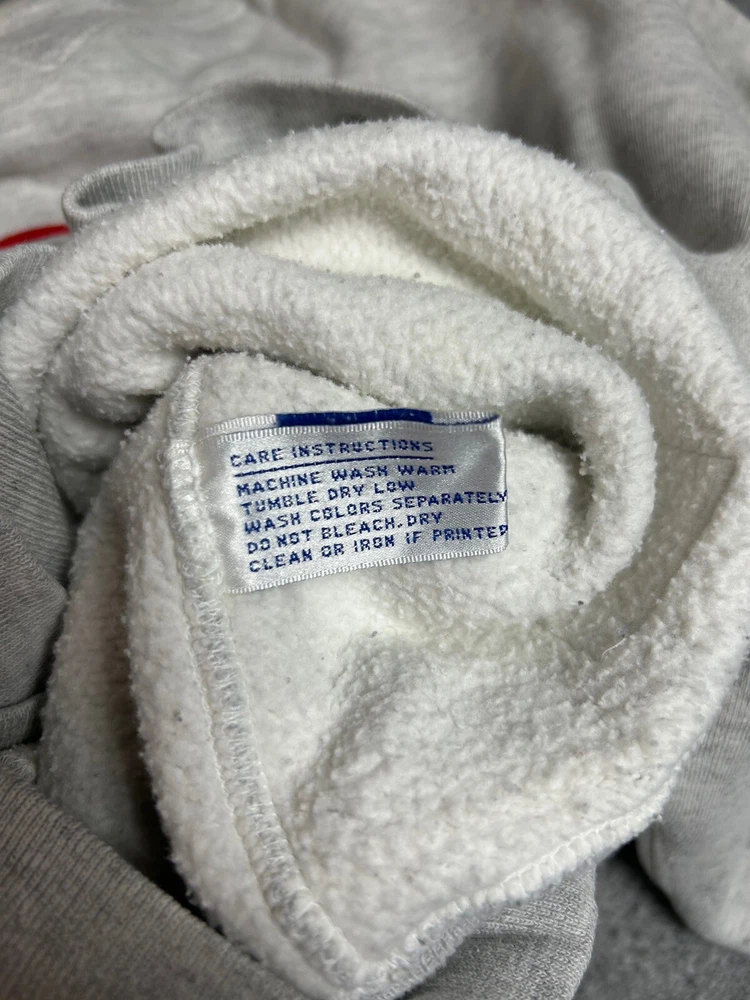 CARE INSTRUCTIONS
MACHINE WASH WARM
TUMBLE DRY LOW
WASH COLORS SEPARATELY
DO NOT BLEACH. DRY
CLEAN OR IRON IF PRINTED